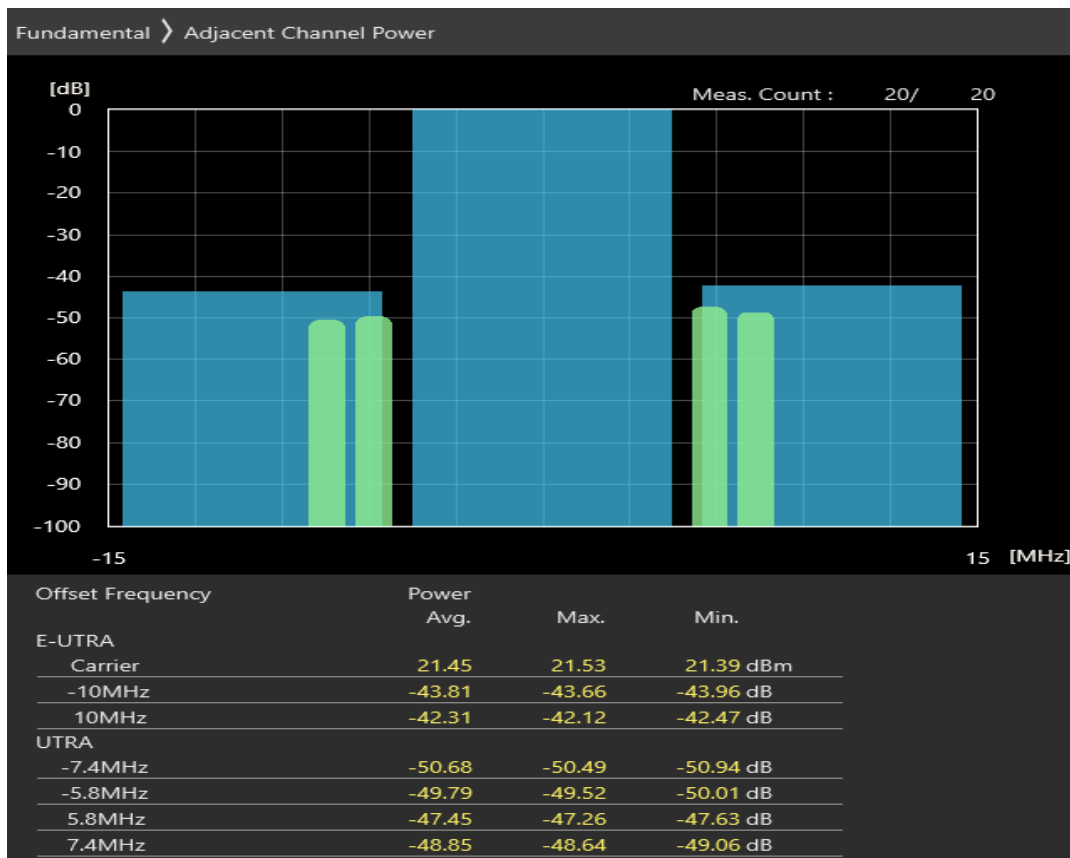 Fundamental 〉 Adjacent Channel Power
[dB]
Meas. Count : 20/ 20
0
-10
-20
-30
-40
-50
-60
-70
-80
-90
-100
-15 15 [MHz]
Offset Frequency Power
Avg. Max. Min.
E-UTRA
Carrier 21.45 21.53 21.39 dBm
-10MHz -43.81 -43.66 -43.96 dB
10MHz -42.31 -42.12 -42.47 dB
UTRA
-7.4MHz -50.68 -50.49 -50.94 dB
-5.8MHz -49.79 -49.52 -50.01 dB
5.8MHz -47.45 -47.26 -47.63 dB
7.4MHz -48.85 -48.64 -49.06 dB